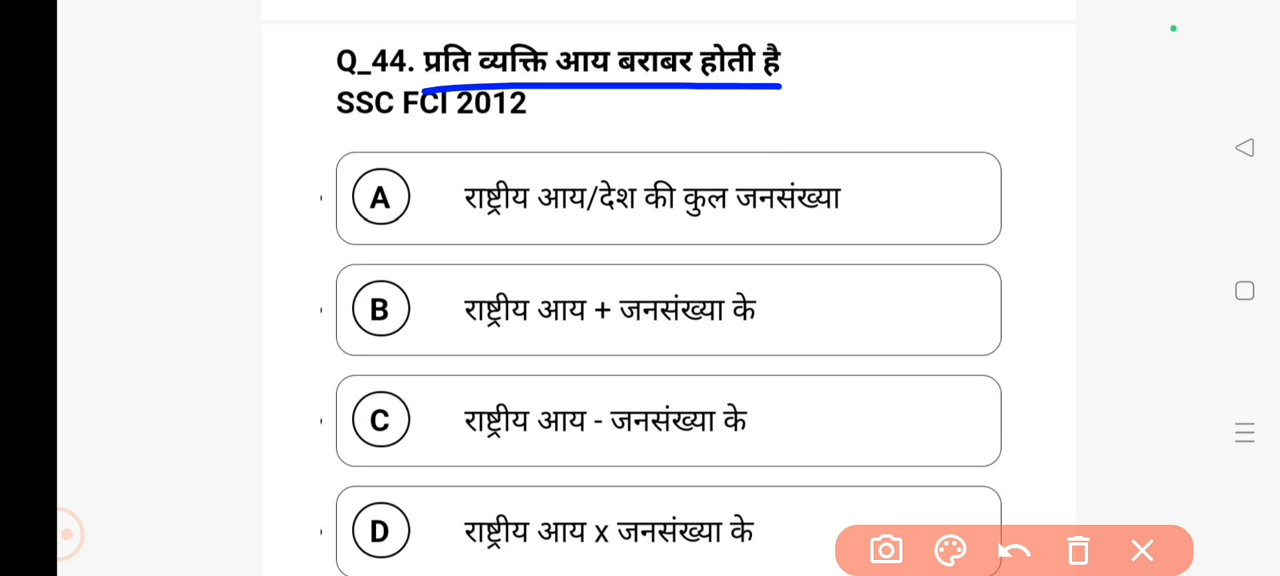 Q_44. प्रति व्यक्ति आय बराबर होती है
SSC FCI 2012
A राष्ट्रीय आय/देश की कुल जनसंख्या
B राष्ट्रीय आय + जनसंख्या के
C राष्ट्रीय आय - जनसंख्या के
D राष्ट्रीय आय x जनसंख्या के